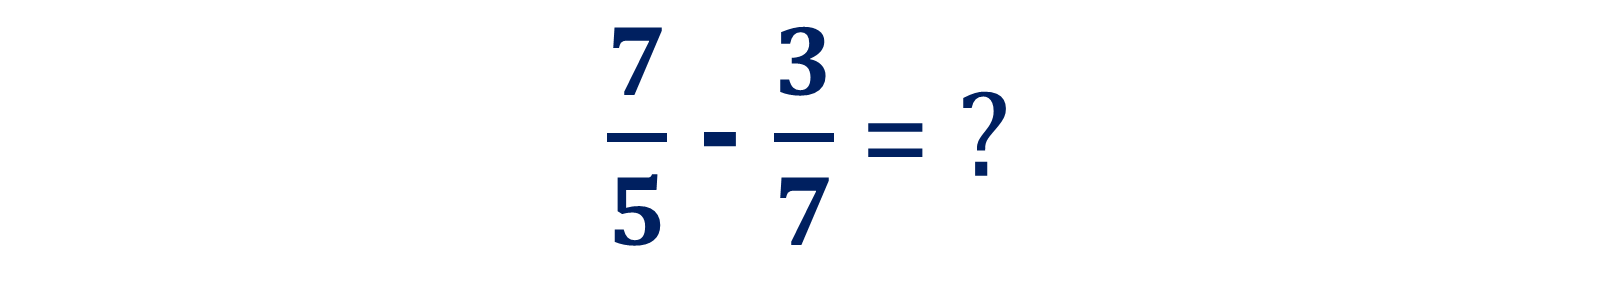 7/5 - 3/7 = ?